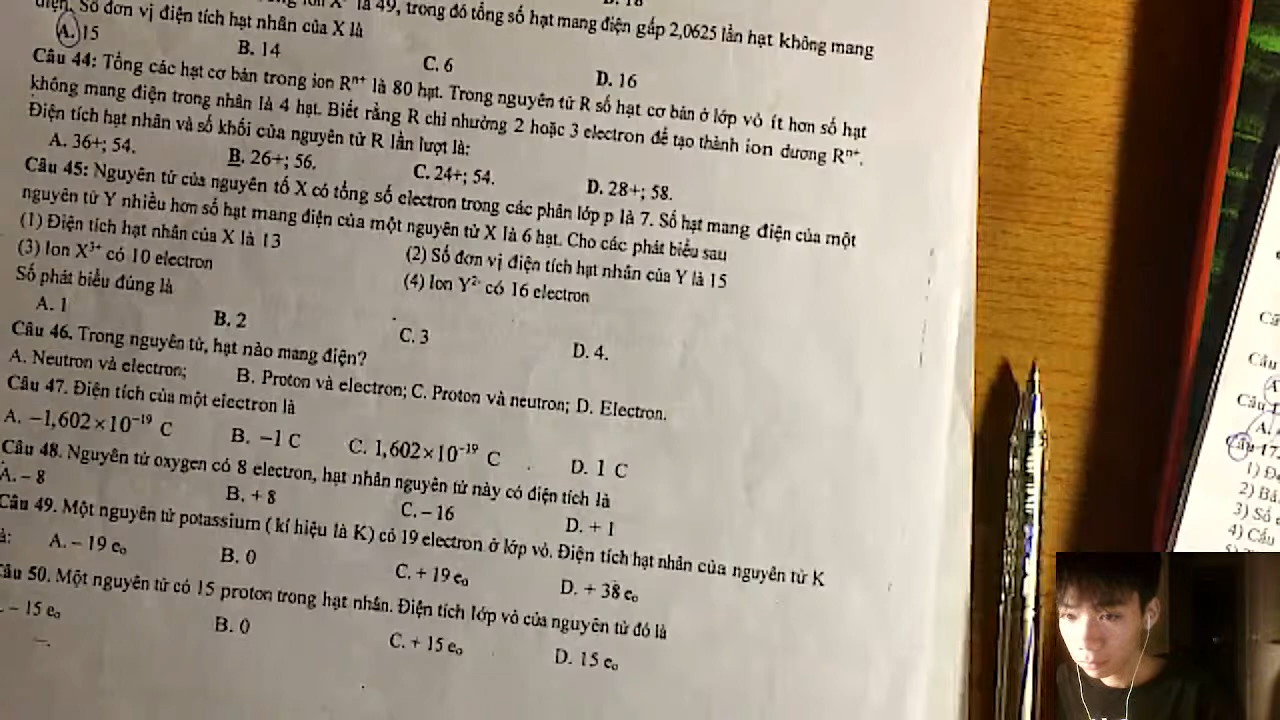 là 49, trong đó tổng số hạt mang điện gấp 2,0625 lần hạt không mang
điện. Số đơn vị điện tích hạt nhân của X là
A. 15 B. 14 C. 6 D. 16
Câu 44: Tổng các hạt cơ bản trong ion Rⁿ⁺ là 80 hạt. Trong nguyên tử R số hạt cơ bản ở lớp vỏ ít hơn số hạt
không mang điện trong nhân là 4 hạt. Biết rằng R chỉ nhường 2 hoặc 3 electron để tạo thành ion dương Rⁿ⁺.
Điện tích hạt nhân và số khối của nguyên tử R lần lượt là:
A. 36+; 54. B. 26+; 56. C. 24+; 54. D. 28+; 58.
Câu 45: Nguyên tử của nguyên tố X có tổng số electron trong các phân lớp p là 7. Số hạt mang điện của một
nguyên tử Y nhiều hơn số hạt mang điện của một nguyên tử X là 6 hạt. Cho các phát biểu sau
(1) Điện tích hạt nhân của X là 13 (2) Số đơn vị điện tích hạt nhân của Y là 15
(3) Ion X³⁺ có 10 electron (4) Ion Y²⁻ có 16 electron
Số phát biểu đúng là
A. 1 B. 2 C. 3 D. 4.
Câu 46. Trong nguyên tử, hạt nào mang điện?
A. Neutron và electron; B. Proton và electron; C. Proton và neutron; D. Electron.
Câu 47. Điện tích của một electron là
A. −1,602×10⁻¹⁹ C B. −1 C C. 1,602×10⁻¹⁹ C D. 1 C
Câu 48. Nguyên tử oxygen có 8 electron, hạt nhân nguyên tử này có điện tích là
A. – 8 B. + 8 C. – 16 D. + 1
Câu 49. Một nguyên tử potassium ( kí hiệu là K) có 19 electron ở lớp vỏ. Điện tích hạt nhân của nguyên tử K
là: A. – 19 e₀ B. 0 C. + 19 e₀ D. + 38 e₀
Câu 50. Một nguyên tử có 15 proton trong hạt nhân. Điện tích lớp vỏ của nguyên tử đó là
– 15 e₀ B. 0 C. + 15 e₀ D. 15 e₀
Câu
A
Câu
A.
Câu 17.
1)
2)
3) Số
4) Cấu